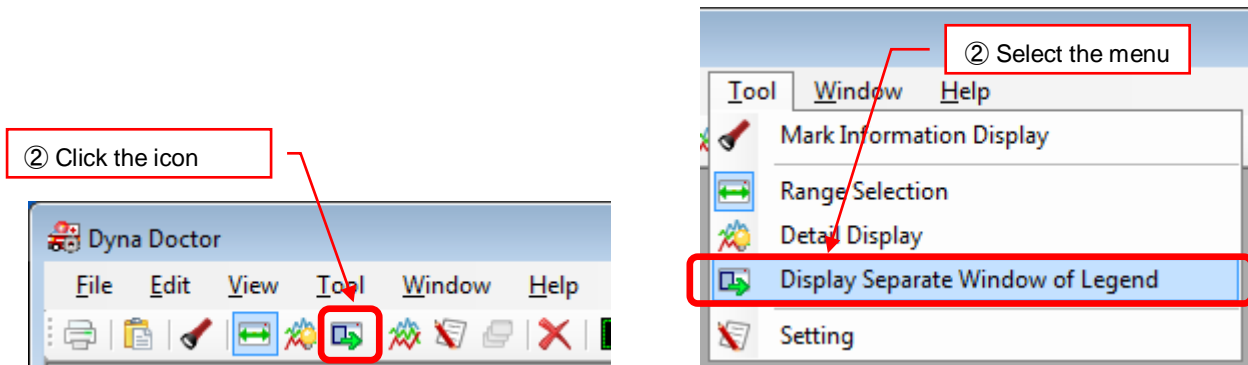 ② Click the icon
Dyna Doctor
File Edit View Tool Window Help
② Select the menu
Tool Window Help
Mark Information Display
Range Selection
Detail Display
Display Separate Window of Legend
Setting